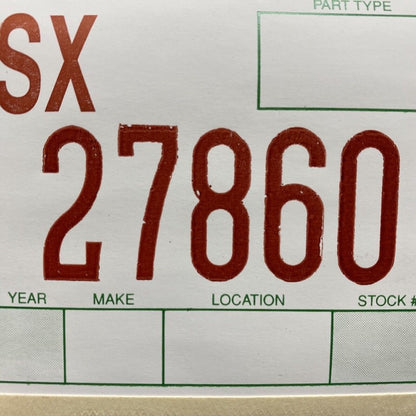 PART TYPE
SX
27860
YEAR MAKE LOCATION STOCK #